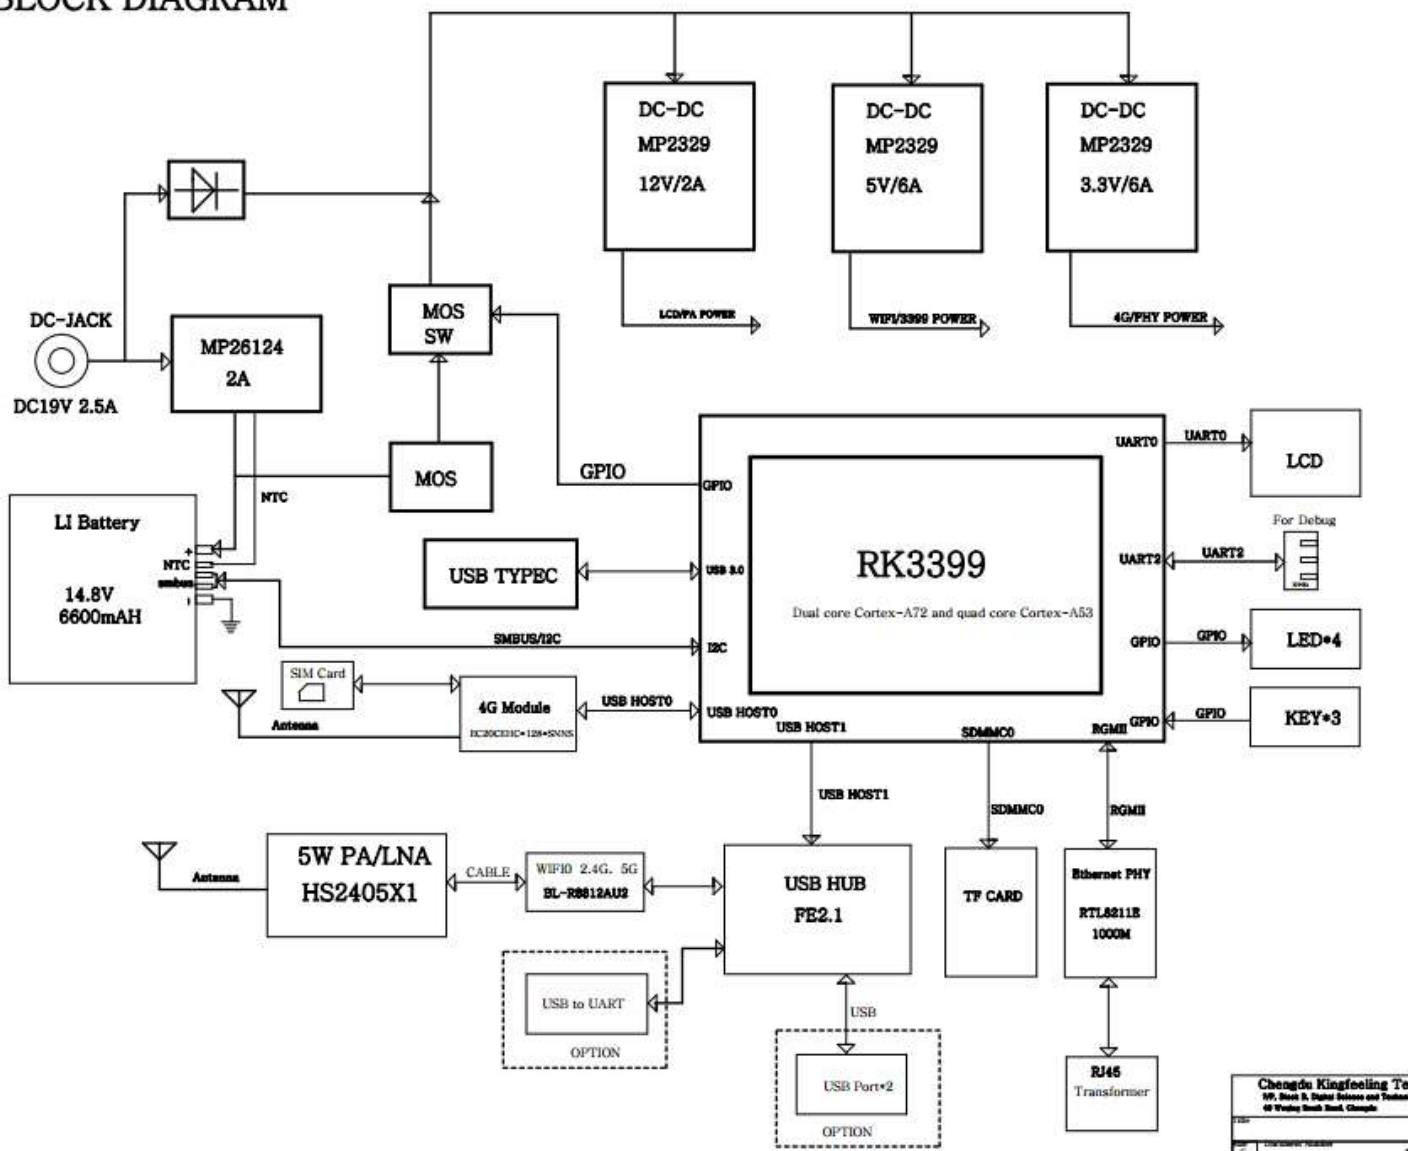 BLOCK DIAGRAM
DC-DC
MP2329
12V/2A
DC-DC
MP2329
5V/6A
DC-DC
MP2329
3.3V/6A
LCD/PA POWER
WIFI/3399 POWER
4G/PHY POWER
DC-JACK
DC19V 2.5A
MP26124
2A
MOS
SW
MOS
NTC
GPIO
LI Battery
14.8V
6600mAH
+
NTC
smbus
USB TYPEC
SMBUS/I2C
SIM Card
Antenna
4G Module
USB HOST0
GPIO
USB 3.0
I2C
USB HOST0
USB HOST1
SDMMC0
RGMII
RK3399
Dual core Cortex-A72 and quad core Cortex-A53
UART0
UART2
GPIO
GPIO
UART0
LCD
For Debug
UART2
GPIO
LED*4
GPIO
KEY*3
USB HOST1
SDMMC0
RGMII
Antenna
5W PA/LNA
HS2405X1
CABLE
WIFI0 2.4G. 5G
BL-R8812AU2
USB HUB
FE2.1
TF CARD
Ethernet PHY
RTL8211E
1000M
USB to UART
OPTION
USB
USB Port*2
OPTION
RJ45
Transformer
Chengdu Kingfeeling Te